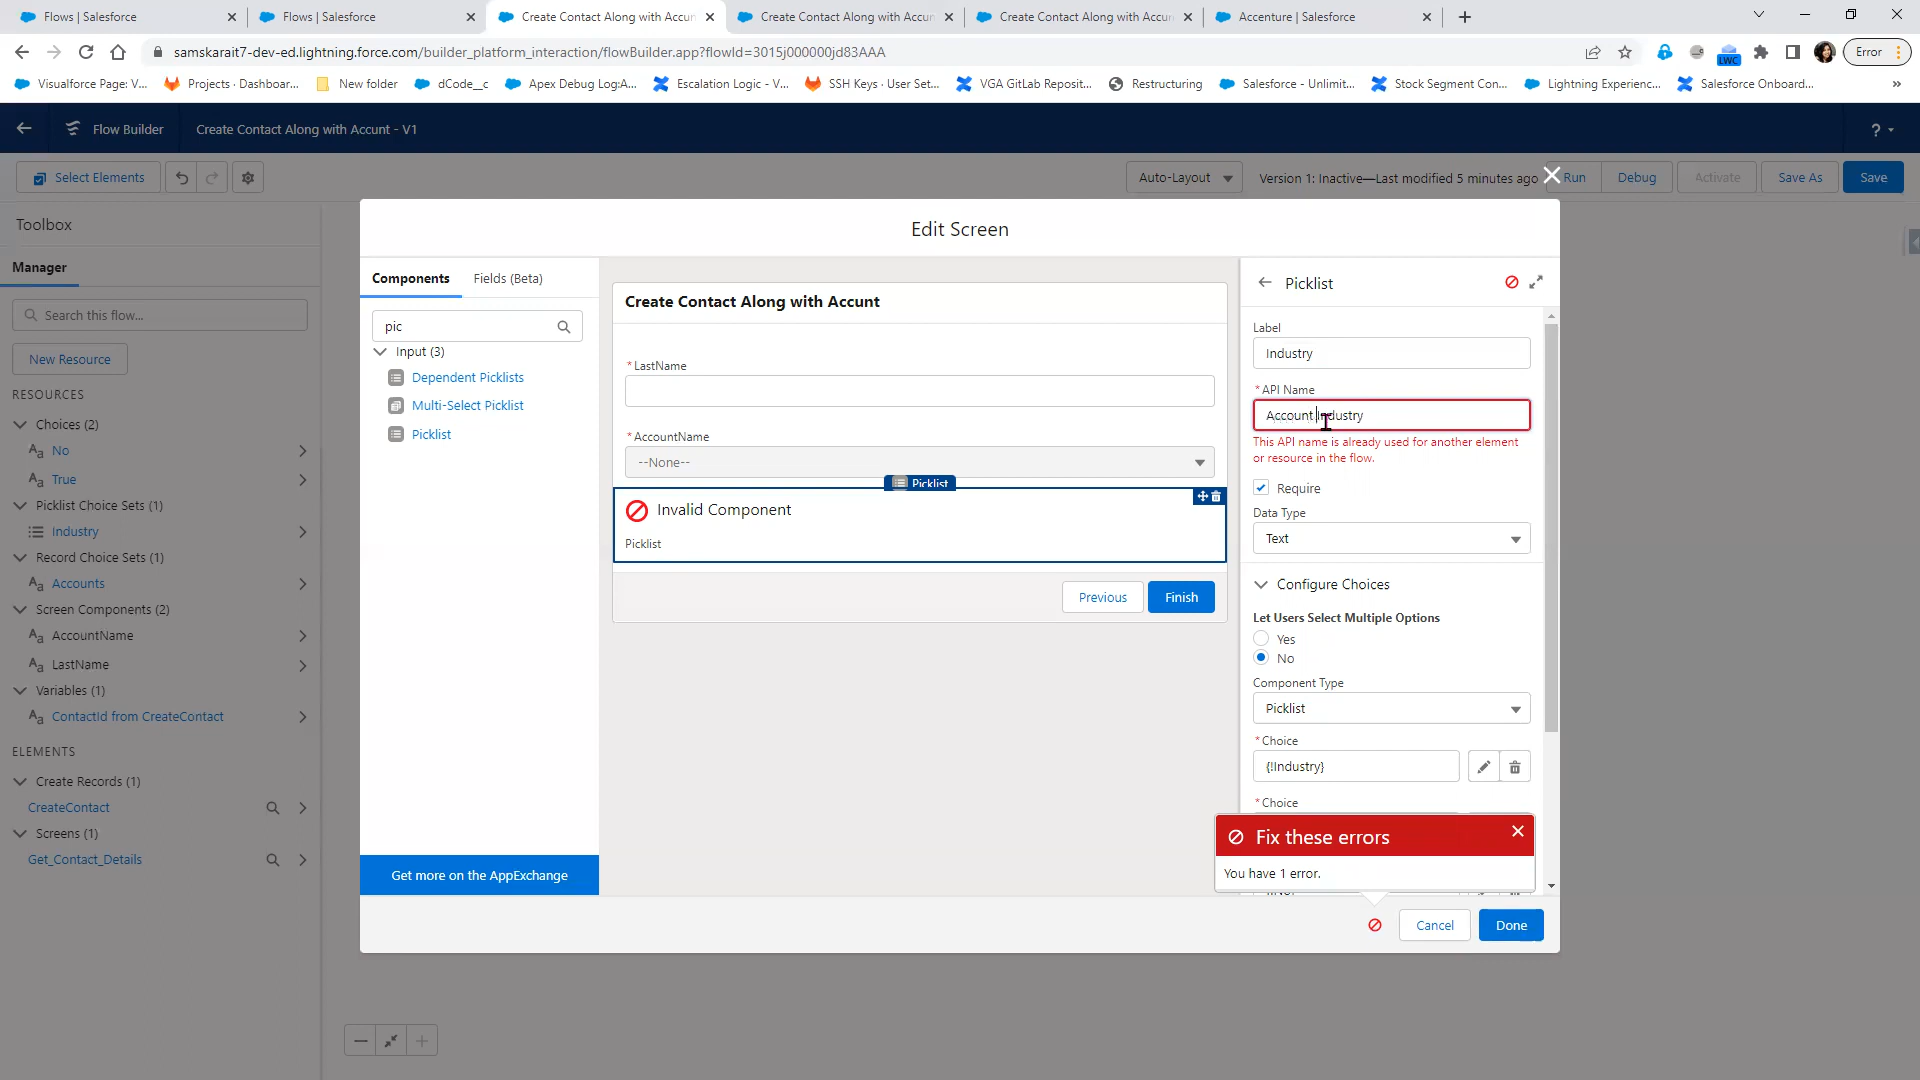 Flows | Salesforce
Flows | Salesforce
Create Contact Along with Accun
Create Contact Along with Accun
Create Contact Along with Accun
Accenture | Salesforce
samskarait7-dev-ed.lightning.force.com/builder_platform_interaction/flowBuilder.app?flowId=3015j000000jd83AAA
LWC
Error
Visualforce Page: V...
Projects · Dashboar...
New folder
dCode__c
Apex Debug Log:A...
Escalation Logic - V...
SSH Keys · User Set...
VGA GitLab Reposit...
Restructuring
Salesforce - Unlimit...
Stock Segment Con...
Lightning Experienc...
Salesforce Onboard...
»
Flow Builder
Create Contact Along with Accunt - V1
?
Select Elements
Auto-Layout
Version 1: Inactive—Last modified 5 minutes ago
Run
Debug
Activate
Save As
Save
Toolbox
Manager
Search this flow...
New Resource
RESOURCES
Choices (2)
Aa No
Aa True
Picklist Choice Sets (1)
Industry
Record Choice Sets (1)
Aa Accounts
Screen Components (2)
Aa AccountName
Aa LastName
Variables (1)
Aa ContactId from CreateContact
ELEMENTS
Create Records (1)
CreateContact
Screens (1)
Get_Contact_Details
Edit Screen
Components
Fields (Beta)
pic
Input (3)
Dependent Picklists
Multi-Select Picklist
Picklist
Get more on the AppExchange
Create Contact Along with Accunt
* LastName
* AccountName
--None--
Picklist
Invalid Component
Picklist
Previous
Finish
Picklist
Label
Industry
* API Name
Account Industry
This API name is already used for another element
or resource in the flow.
Require
Data Type
Text
Configure Choices
Let Users Select Multiple Options
Yes
No
Component Type
Picklist
* Choice
{!Industry}
* Choice
Fix these errors
You have 1 error.
Cancel
Done